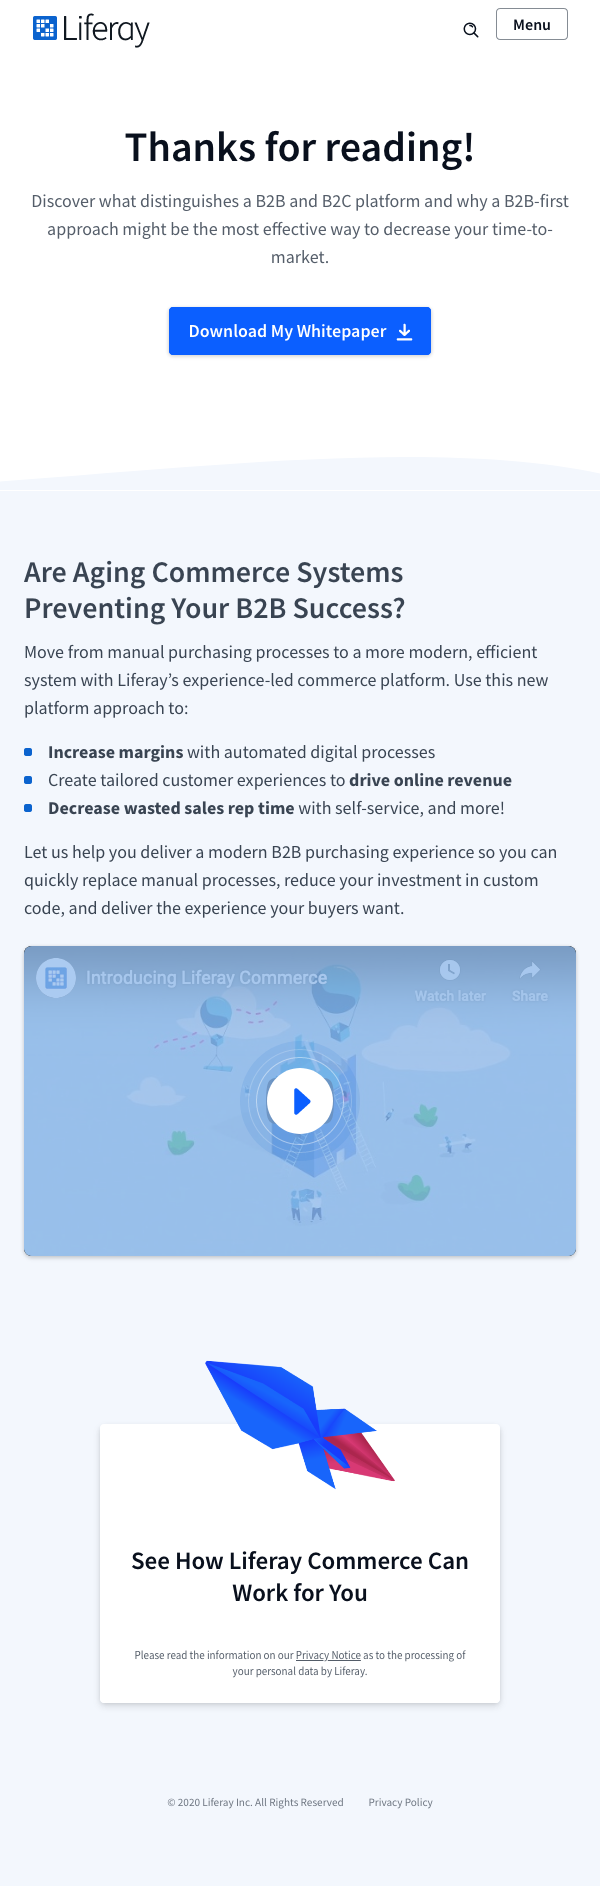 Liferay
Menu
Thanks for reading!
Discover what distinguishes a B2B and B2C platform and why a B2B-first
approach might be the most effective way to decrease your time-to-
market.
Download My Whitepaper
Are Aging Commerce Systems
Preventing Your B2B Success?
Move from manual purchasing processes to a more modern, efficient
system with Liferay’s experience-led commerce platform. Use this new
platform approach to:
Increase margins with automated digital processes
Create tailored customer experiences to drive online revenue
Decrease wasted sales rep time with self-service, and more!
Let us help you deliver a modern B2B purchasing experience so you can
quickly replace manual processes, reduce your investment in custom
code, and deliver the experience your buyers want.
Introducing Liferay Commerce
Watch later
Share
See How Liferay Commerce Can
Work for You
Please read the information on our Privacy Notice as to the processing of
your personal data by Liferay.
© 2020 Liferay Inc. All Rights Reserved Privacy Policy